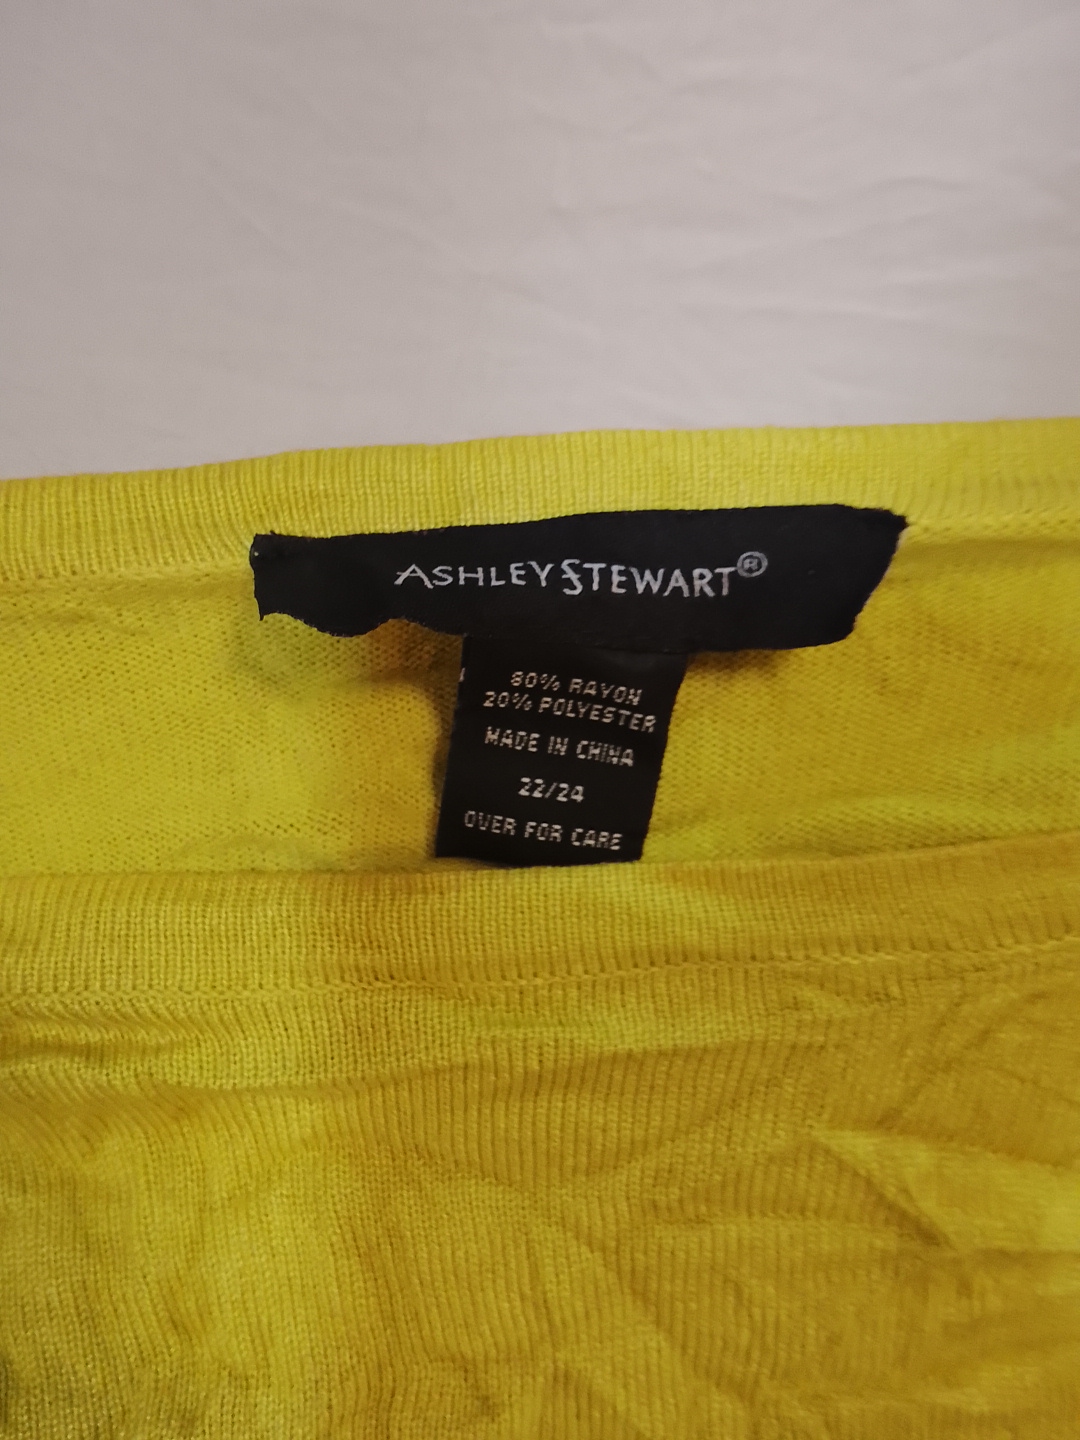 ASHLEY STEWART®
80% RAYON
20% POLYESTER
MADE IN CHINA
22/24
OVER FOR CARE